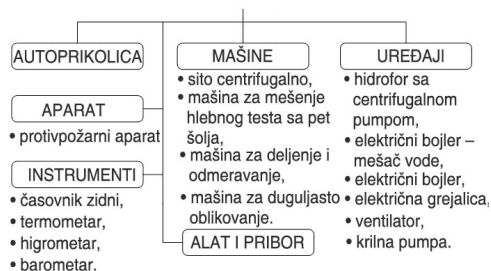 AUTOPRIKOLICA
APARAT
• protivpožarni aparat
INSTRUMENTI
• časovnik zidni,
• termometar,
• higrometar,
• barometar.
MAŠINE
• sito centrifugalno,
• mašina za mešenje
hlebnog testa sa pet
šolja,
• mašina za deljenje i
odmeravanje,
• mašina za duguljasto
oblikovanje.
ALAT I PRIBOR
UREĐAJI
• hidrofor sa
centrifugalnom
pumpom,
• električni bojler –
mešač vode,
• električni bojler,
• električna grejalica,
• ventilator,
• krilna pumpa.